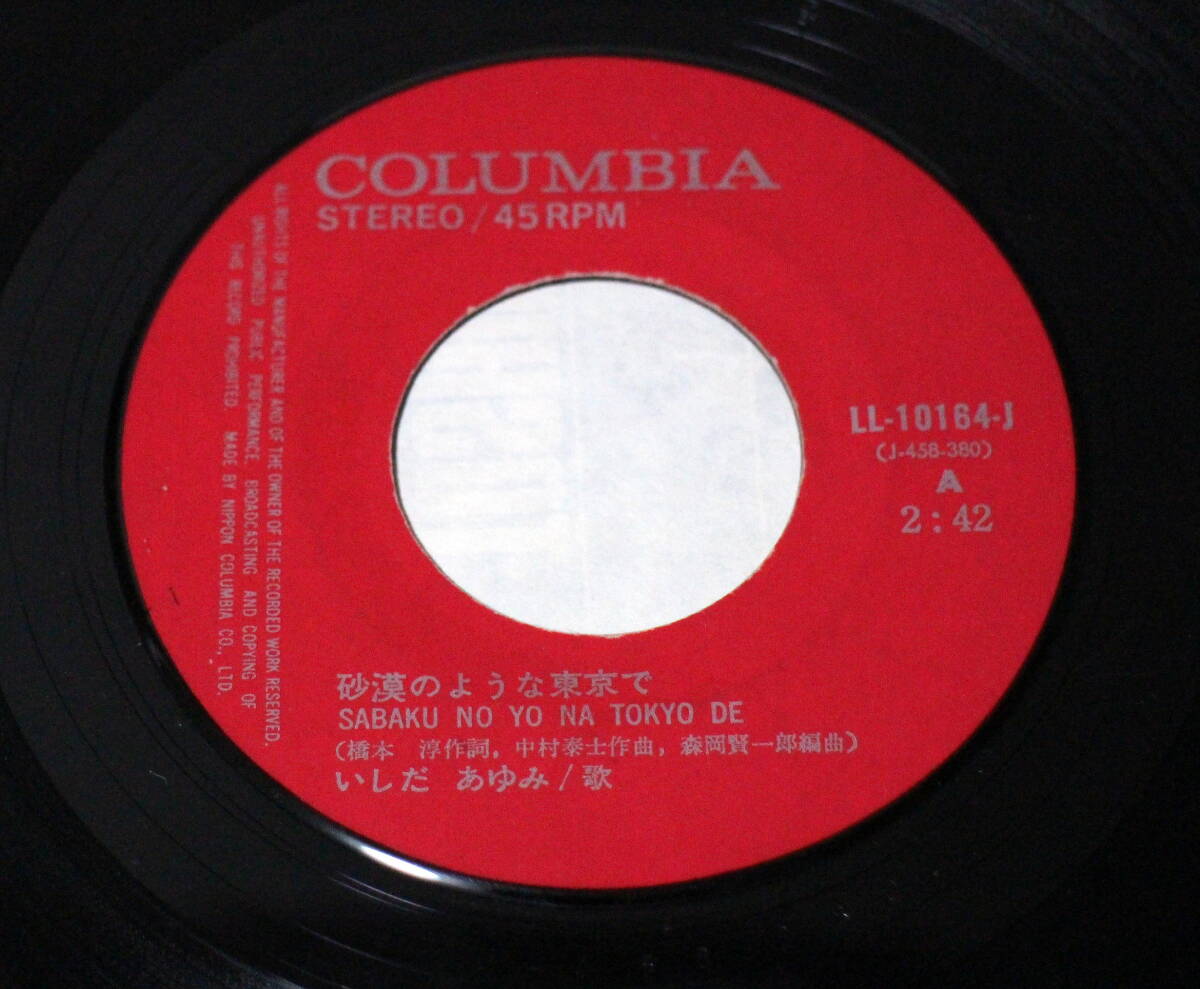 COLUMBIA
STEREO / 45 RPM
ALL RIGHTS OF THE MANUFACTURER AND OF THE OWNER OF THE RECORDED WORK RESERVED.
UNAUTHORIZED PUBLIC PERFORMANCE, BROADCASTING AND COPYING OF
THIS RECORD PROHIBITED. MADE BY NIPPON COLUMBIA CO., LTD.
LL-10164-J
(J-458-380)
A
2:42
砂漠のような東京で
SABAKU NO YO NA TOKYO DE
(橋本 淳作詞, 中村泰士作曲, 森岡賢一郎編曲)
いしだ あゆみ/歌